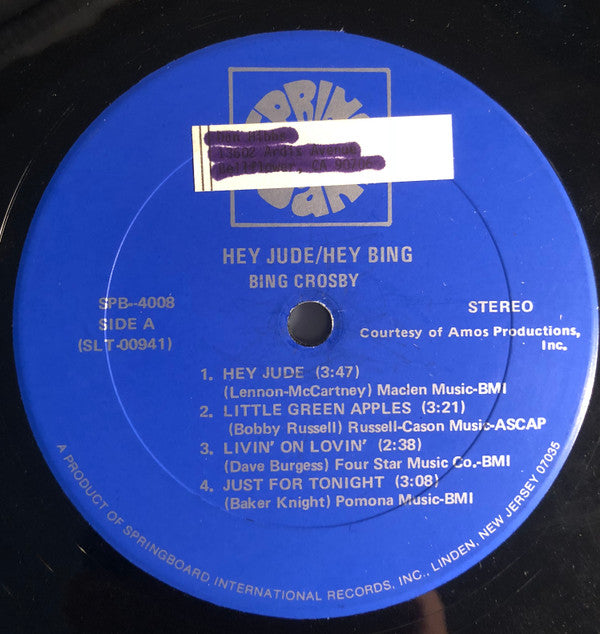 HEY JUDE/HEY BING
BING CROSBY
SPB--4008
SIDE A
(SLT-00941)
STEREO
Courtesy of Amos Productions,
Inc.
1. HEY JUDE (3:47)
(Lennon-McCartney) Maclen Music-BMI
2. LITTLE GREEN APPLES (3:21)
(Bobby Russell) Russell-Cason Music-ASCAP
3. LIVIN' ON LOVIN' (2:38)
(Dave Burgess) Four Star Music Co.-BMI
4. JUST FOR TONIGHT (3:08)
(Baker Knight) Pomona Music-BMI
A PRODUCT OF SPRINGBOARD INTERNATIONAL RECORDS, INC., LINDEN, NEW JERSEY 07035